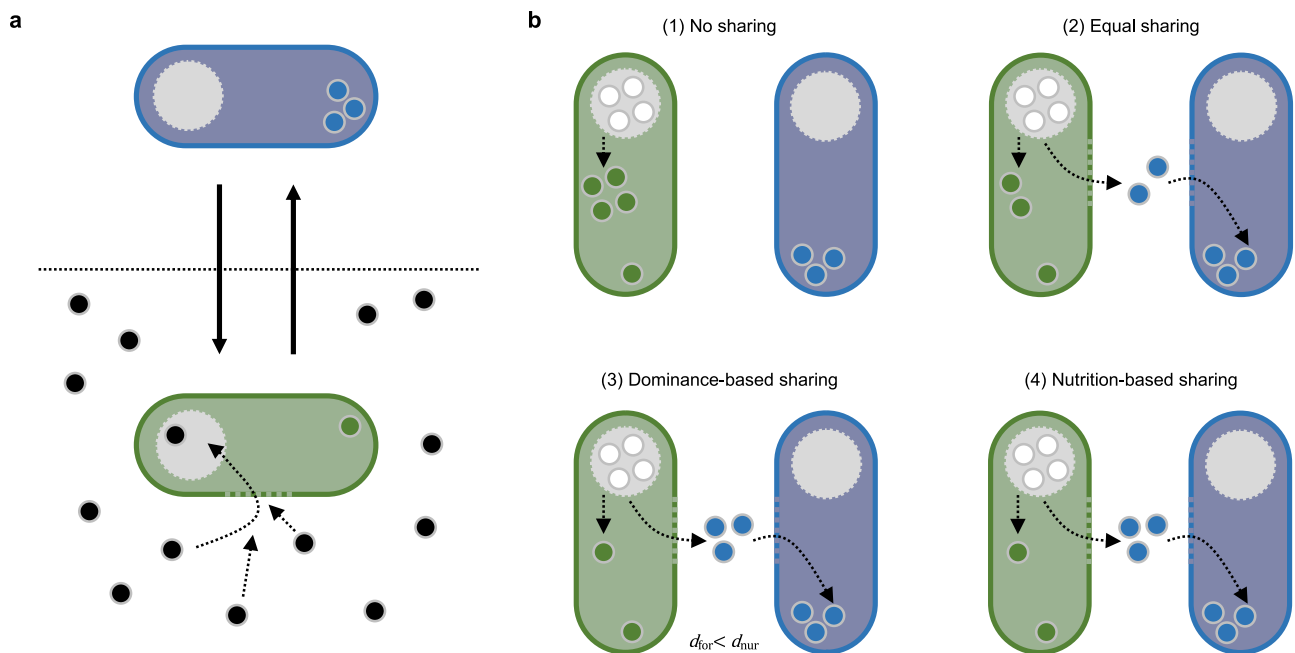 a
b
(1) No sharing
(2) Equal sharing
(3) Dominance-based sharing
(4) Nutrition-based sharing
dfor< dnur